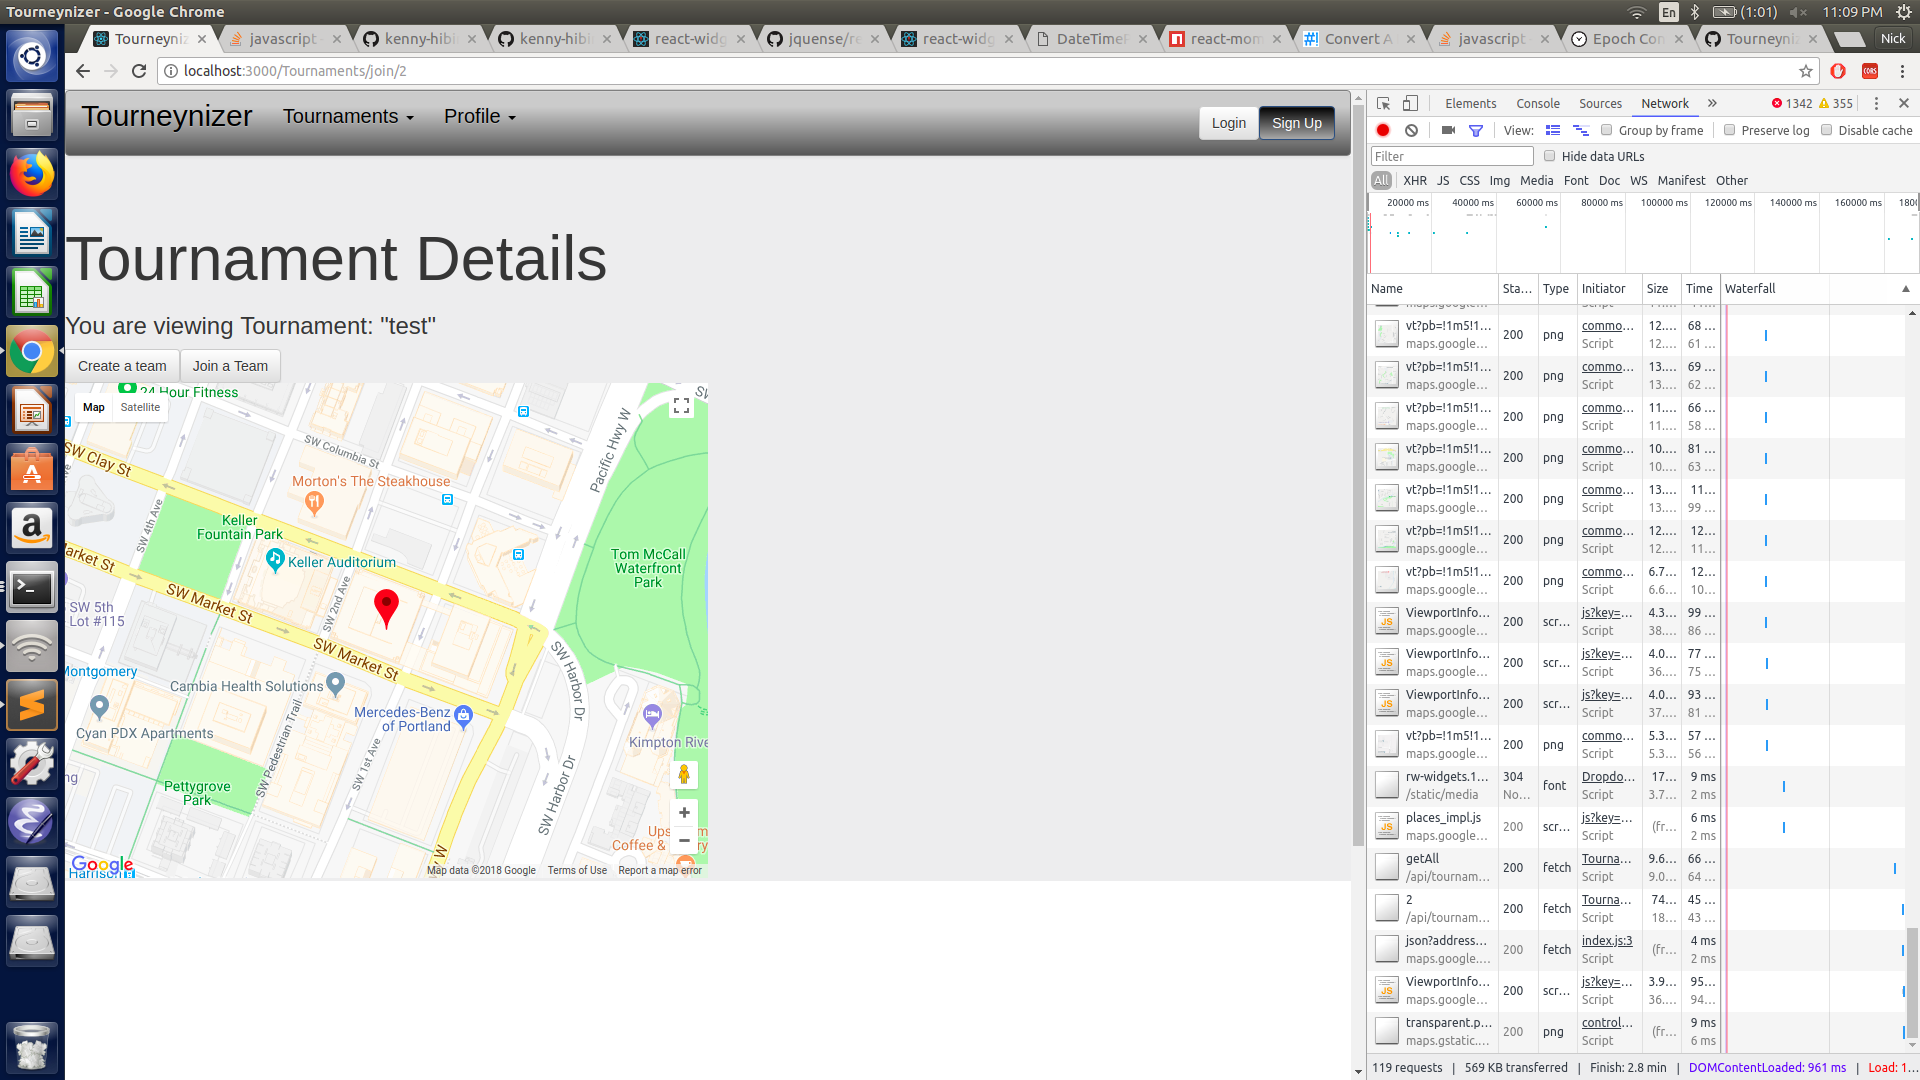 Tourneynizer - Google Chrome
En (1:01) 11:09 PM
Tourneyniz javascript kenny-hibi kenny-hibi react-widg jquense/re react-widg DateTimeP react-mom Convert A javascript Epoch Con Tourneyniz Nick
localhost:3000/Tournaments/join/2
CORS
Tourneynizer Tournaments Profile Login Sign Up
Tournament Details
You are viewing Tournament: "test"
Create a team Join a Team
24 Hour Fitness
Map Satellite
SW Clay St
SW Columbia St
Pacific Hwy W
Morton's The Steakhouse
SW 4th Ave
Keller
Fountain Park
Keller Auditorium
Tom McCall
Waterfront
Park
arket St
SW Market St
SW 2nd Ave
SW 5th
Lot #115
SW Market St
Montgomery
Cambia Health Solutions
SW Harbor Dr
Mercedes-Benz
of Portland
Cyan PDX Apartments
SW Pedestrian Trail
SW 1st Ave
Kimpton Rive
Pettygrove
Park
SW Harbor Dr
Coffee &
Google
Harrison
Map data ©2018 Google Terms of Use Report a map error
Elements Console Sources Network » 1342 355
View: Group by frame Preserve log Disable cache
Filter Hide data URLs
All XHR JS CSS Img Media Font Doc WS Manifest Other
20000 ms 40000 ms 60000 ms 80000 ms 100000 ms 120000 ms 140000 ms 160000 ms 180
Name Sta... Type Initiator Size Time Waterfall
vt?pb=!1m5!1... 200 png commo... 12.... 68 ...
maps.google... Script 12.... 61 ...
vt?pb=!1m5!1... 200 png commo... 13.... 69 ...
maps.google... Script 13.... 62 ...
vt?pb=!1m5!1... 200 png commo... 11.... 66 ...
maps.google... Script 11.... 58 ...
vt?pb=!1m5!1... 200 png commo... 10.... 81 ...
maps.google... Script 10.... 63 ...
vt?pb=!1m5!1... 200 png commo... 13.... 11...
maps.google... Script 13.... 99 ...
vt?pb=!1m5!1... 200 png commo... 12.... 12...
maps.google... Script 12.... 11...
vt?pb=!1m5!1... 200 png commo... 6.7... 12...
maps.google... Script 6.6... 10...
ViewportInfo... 200 scr... js?key=... 4.3... 99 ...
maps.google... Script 38.... 86 ...
ViewportInfo... 200 scr... js?key=... 4.0... 77 ...
maps.google... Script 36.... 75 ...
ViewportInfo... 200 scr... js?key=... 4.0... 93 ...
maps.google... Script 37.... 81 ...
vt?pb=!1m5!1... 200 png commo... 5.3... 57 ...
maps.google... Script 5.3... 56 ...
rw-widgets.1... 304 font Dropdo... 17... 9 ms
/static/media No... Script 3.7... 2 ms
places_impl.js 200 scr... js?key=... (fr... 6 ms
maps.google... Script 2 ms
getAll 200 fetch Tourna... 9.6... 66 ...
/api/tournam... Script 9.0... 64 ...
2 200 fetch Tourna... 74... 45 ...
/api/tournam... Script 18... 43 ...
json?address... 200 fetch index.js:3 (fr... 4 ms
maps.google.... Script 2 ms
ViewportInfo... 200 scr... js?key=... 3.9... 95...
maps.google... Script 36.... 94...
transparent.p... 200 png control... (fr... 9 ms
maps.gstatic.... Script 6 ms
119 requests | 569 KB transferred | Finish: 2.8 min | DOMContentLoaded: 961 ms | Load: 1...